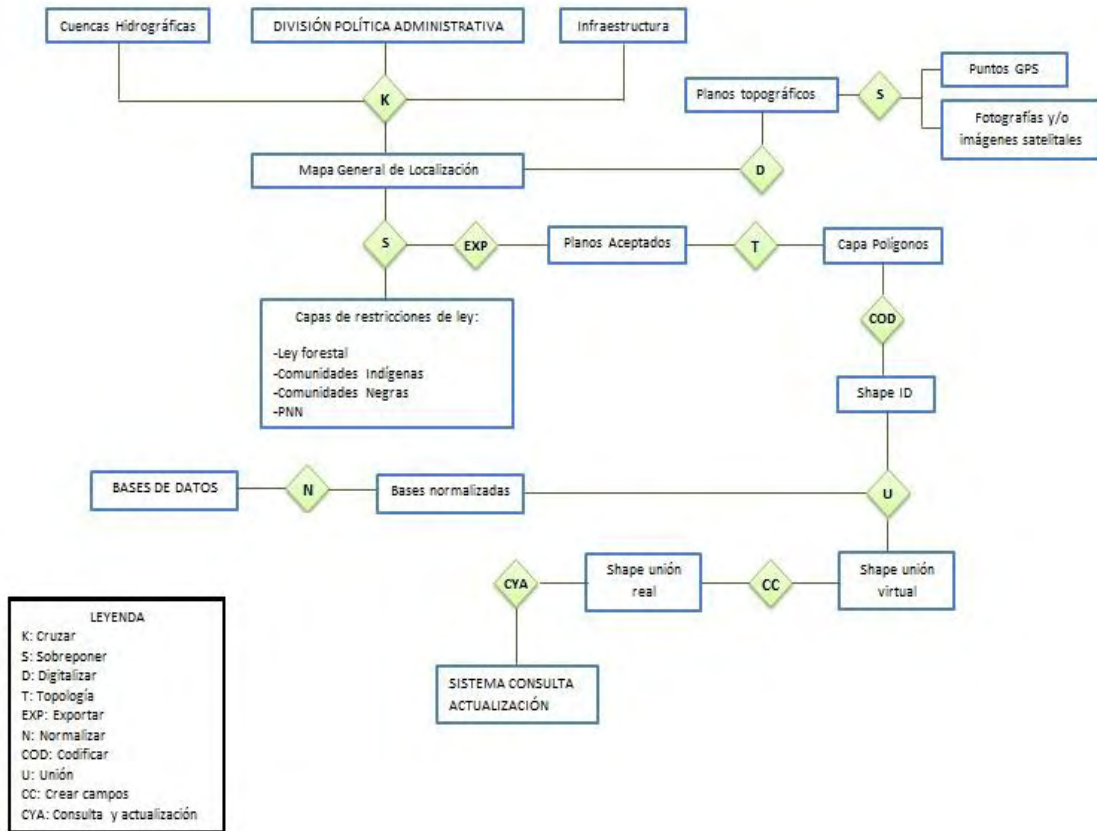 Cuencas Hidrográficas
DIVISIÓN POLÍTICA ADMINISTRATIVA
Infraestructura
K
Planos topográficos
S
Puntos GPS
Fotografías y/o
imágenes satelitales
Mapa General de Localización
D
S
EXP
Planos Aceptados
T
Capa Polígonos
Capas de restricciones de ley:
-Ley forestal
-Comunidades Indígenas
-Comunidades Negras
-PNN
COD
Shape ID
BASES DE DATOS
N
Bases normalizadas
U
CYA
Shape unión
real
CC
Shape unión
virtual
SISTEMA CONSULTA
ACTUALIZACIÓN
LEYENDA
K: Cruzar
S: Sobreponer
D: Digitalizar
T: Topología
EXP: Exportar
N: Normalizar
COD: Codificar
U: Unión
CC: Crear campos
CYA: Consulta y actualización